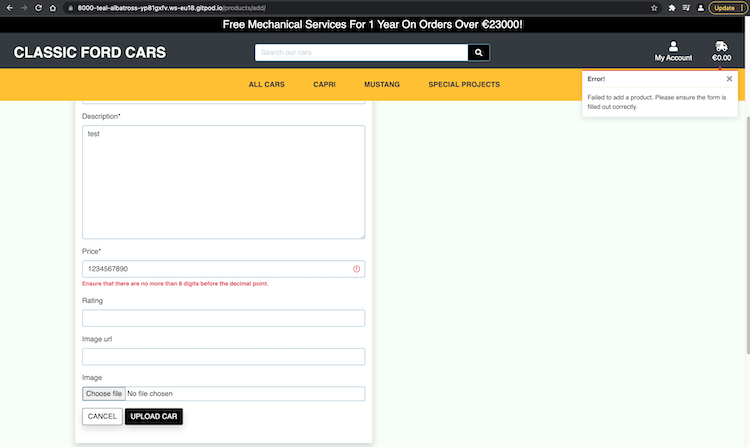 8000-teal-albatross-yp81gxfv.ws-eu18.gitpod.io/products/add/
Update
Free Mechanical Services For 1 Year On Orders Over €23000!
CLASSIC FORD CARS
Search our cars
My Account
€0.00
ALL CARS CAPRI MUSTANG SPECIAL PROJECTS
Error!
Failed to add a product. Please ensure the form is
filled out correctly.
Description*
test
Price*
1234567890
Ensure that there are no more than 8 digits before the decimal point.
Rating
Image url
Image
Choose file No file chosen
CANCEL UPLOAD CAR